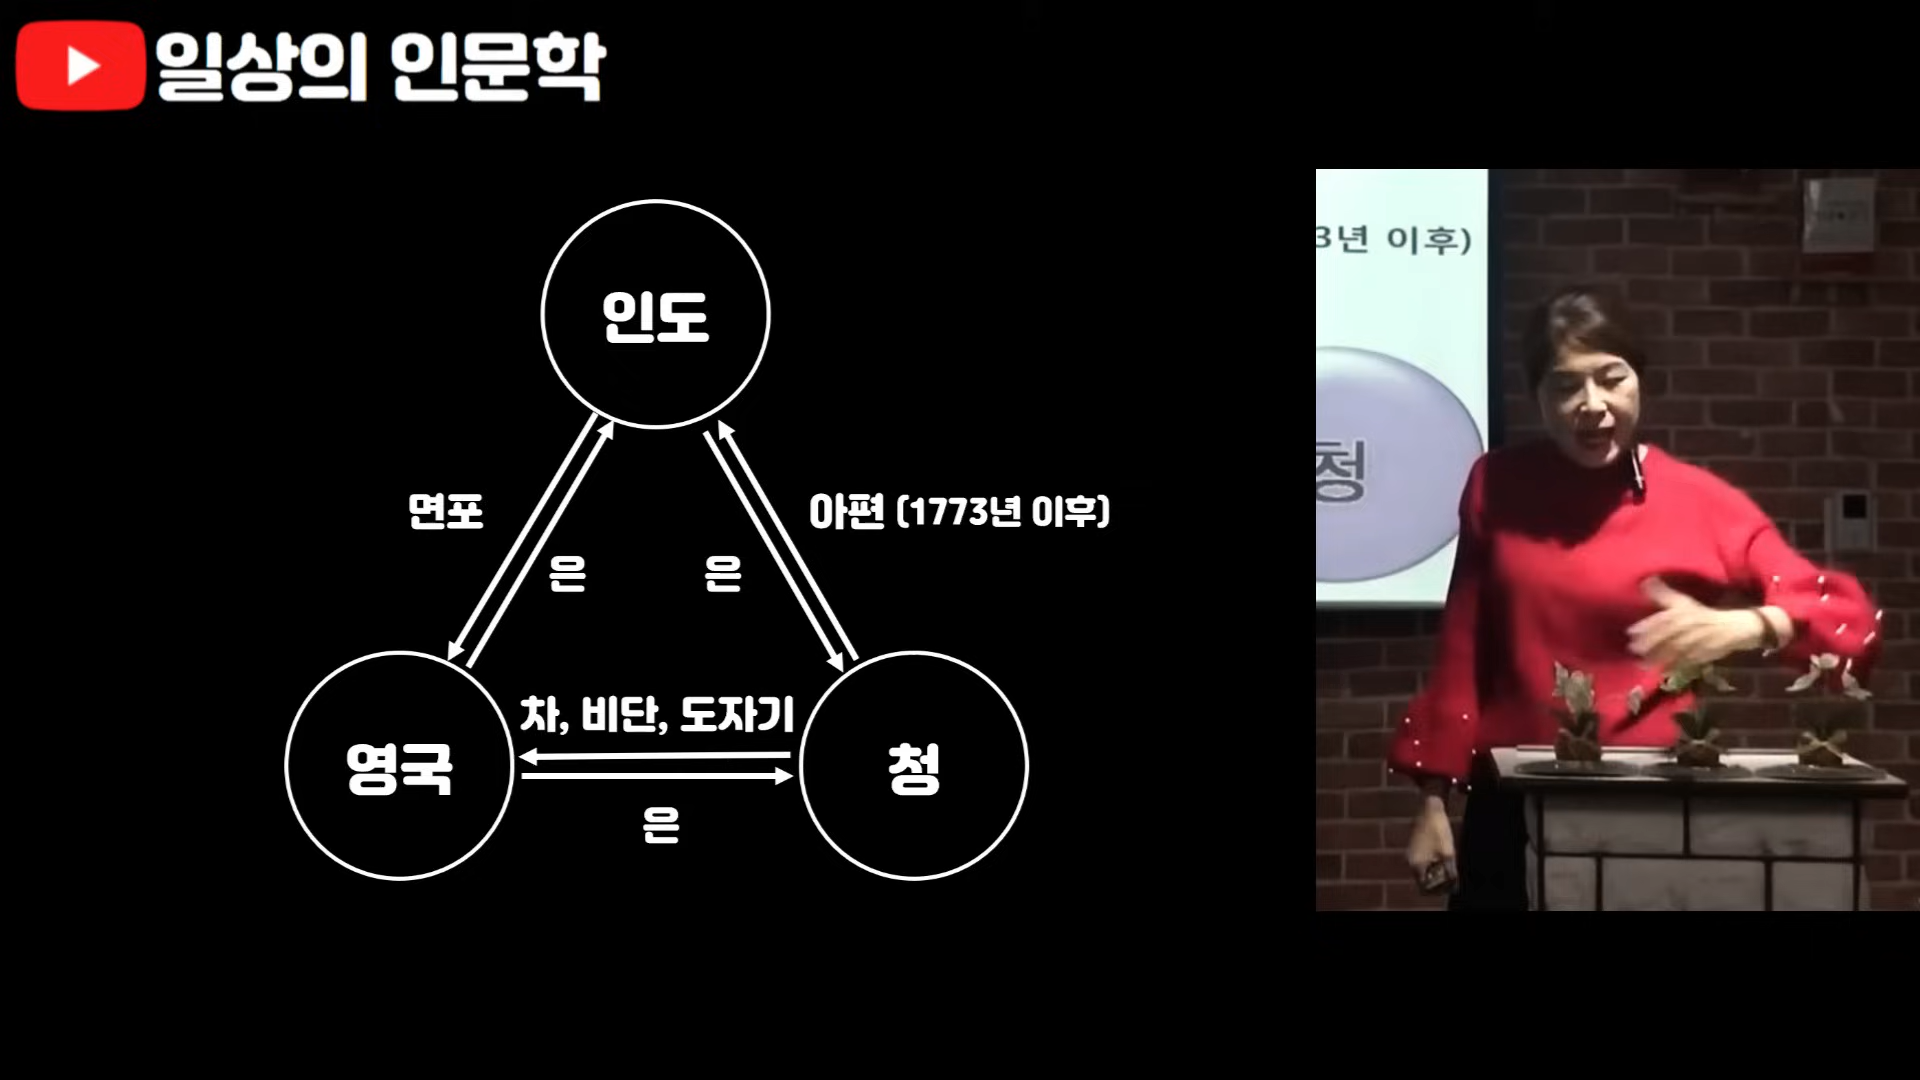 일상의 인문학
인도
면포
은
은
아편 (1773년 이후)
영국
차, 비단, 도자기
은
청
3년 이후)
청